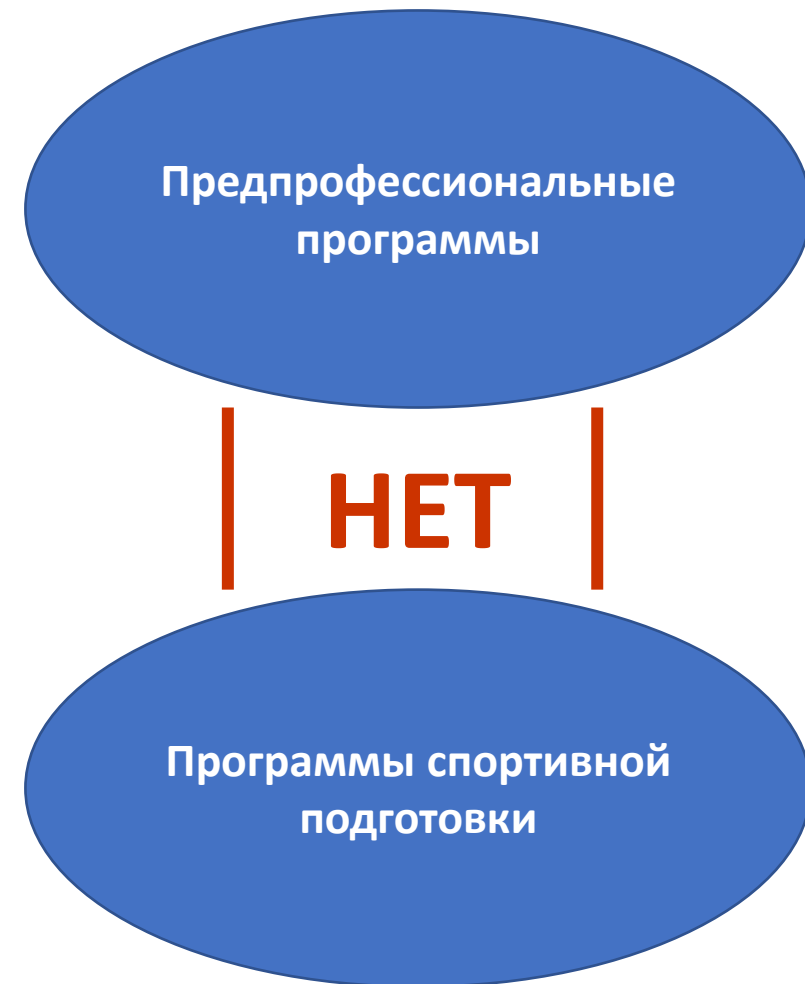 Предпрофессиональные
программы
НЕТ
Программы спортивной
подготовки